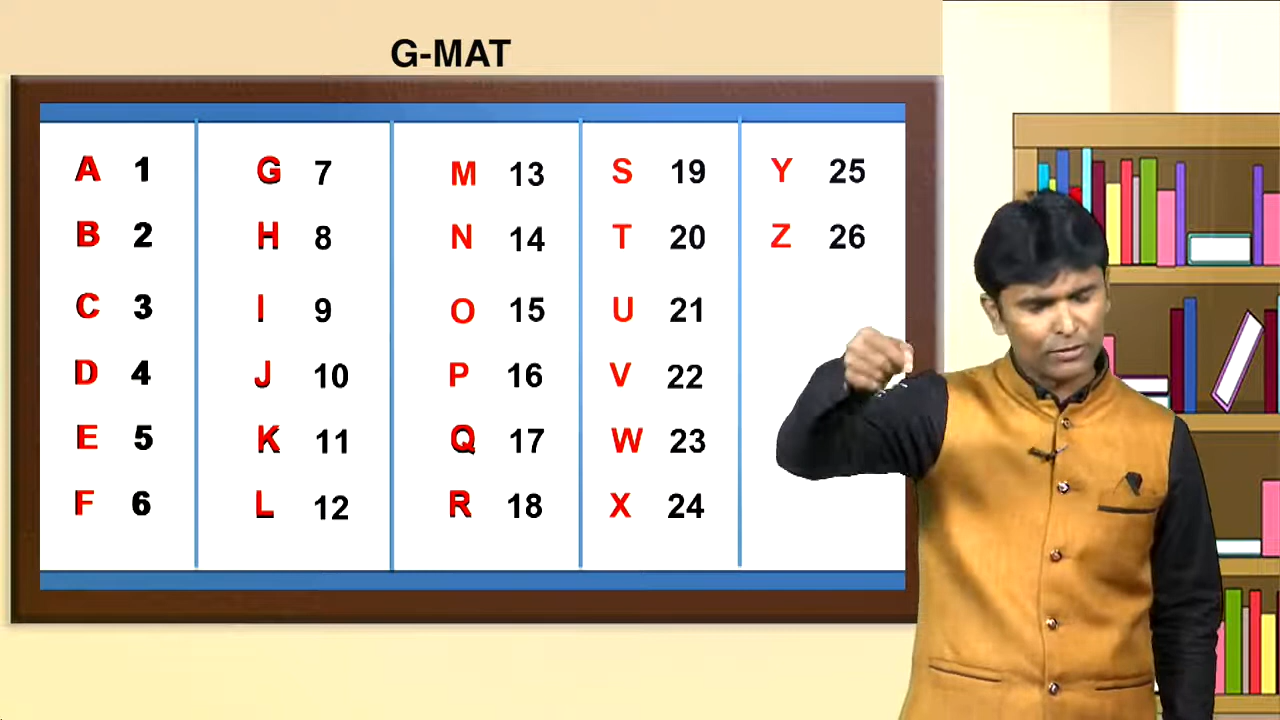 G-MAT
A 1 G 7 M 13 S 19 Y 25
B 2 H 8 N 14 T 20 Z 26
C 3 I 9 O 15 U 21
D 4 J 10 P 16 V 22
E 5 K 11 Q 17 W 23
F 6 L 12 R 18 X 24